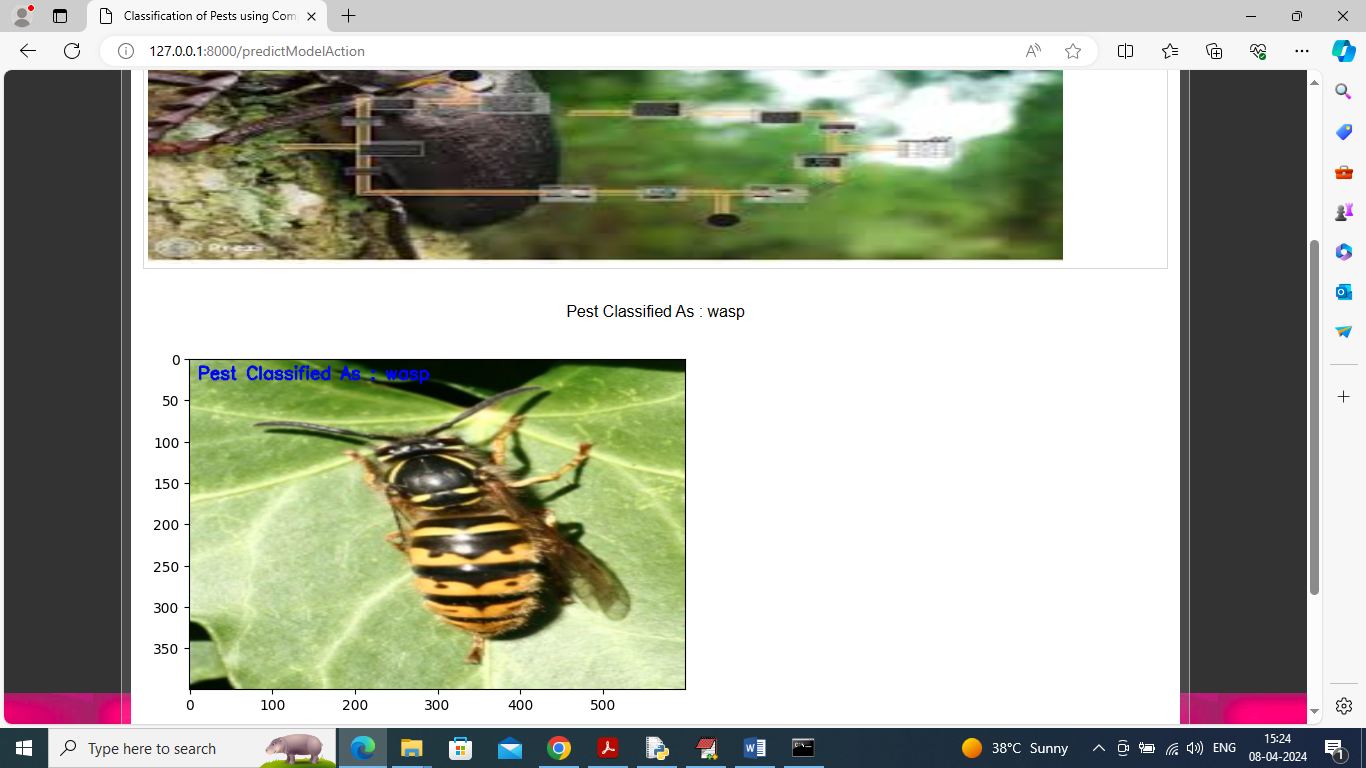 Classification of Pests using Com
127.0.0.1:8000/predictModelAction
Pest Classified As : wasp
Pest Classified As : wasp
0
50
100
150
200
250
300
350
0 100 200 300 400 500
Type here to search
38°C Sunny
ENG
15:24
08-04-2024
1